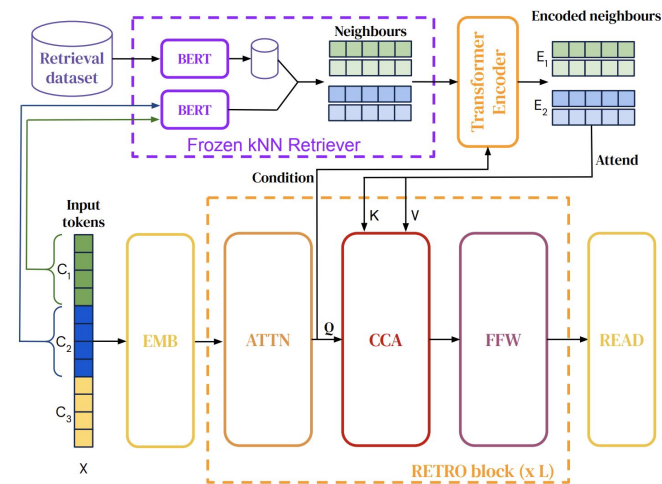 Retrieval
dataset
BERT
BERT
Neighbours
Frozen kNN Retriever
Transformer
Encoder
Encoded neighbours
E1
E2
Condition
Attend
Input
tokens
C1
C2
C3
X
EMB
ATTN
Q
K
V
CCA
FFW
READ
RETRO block (x L)